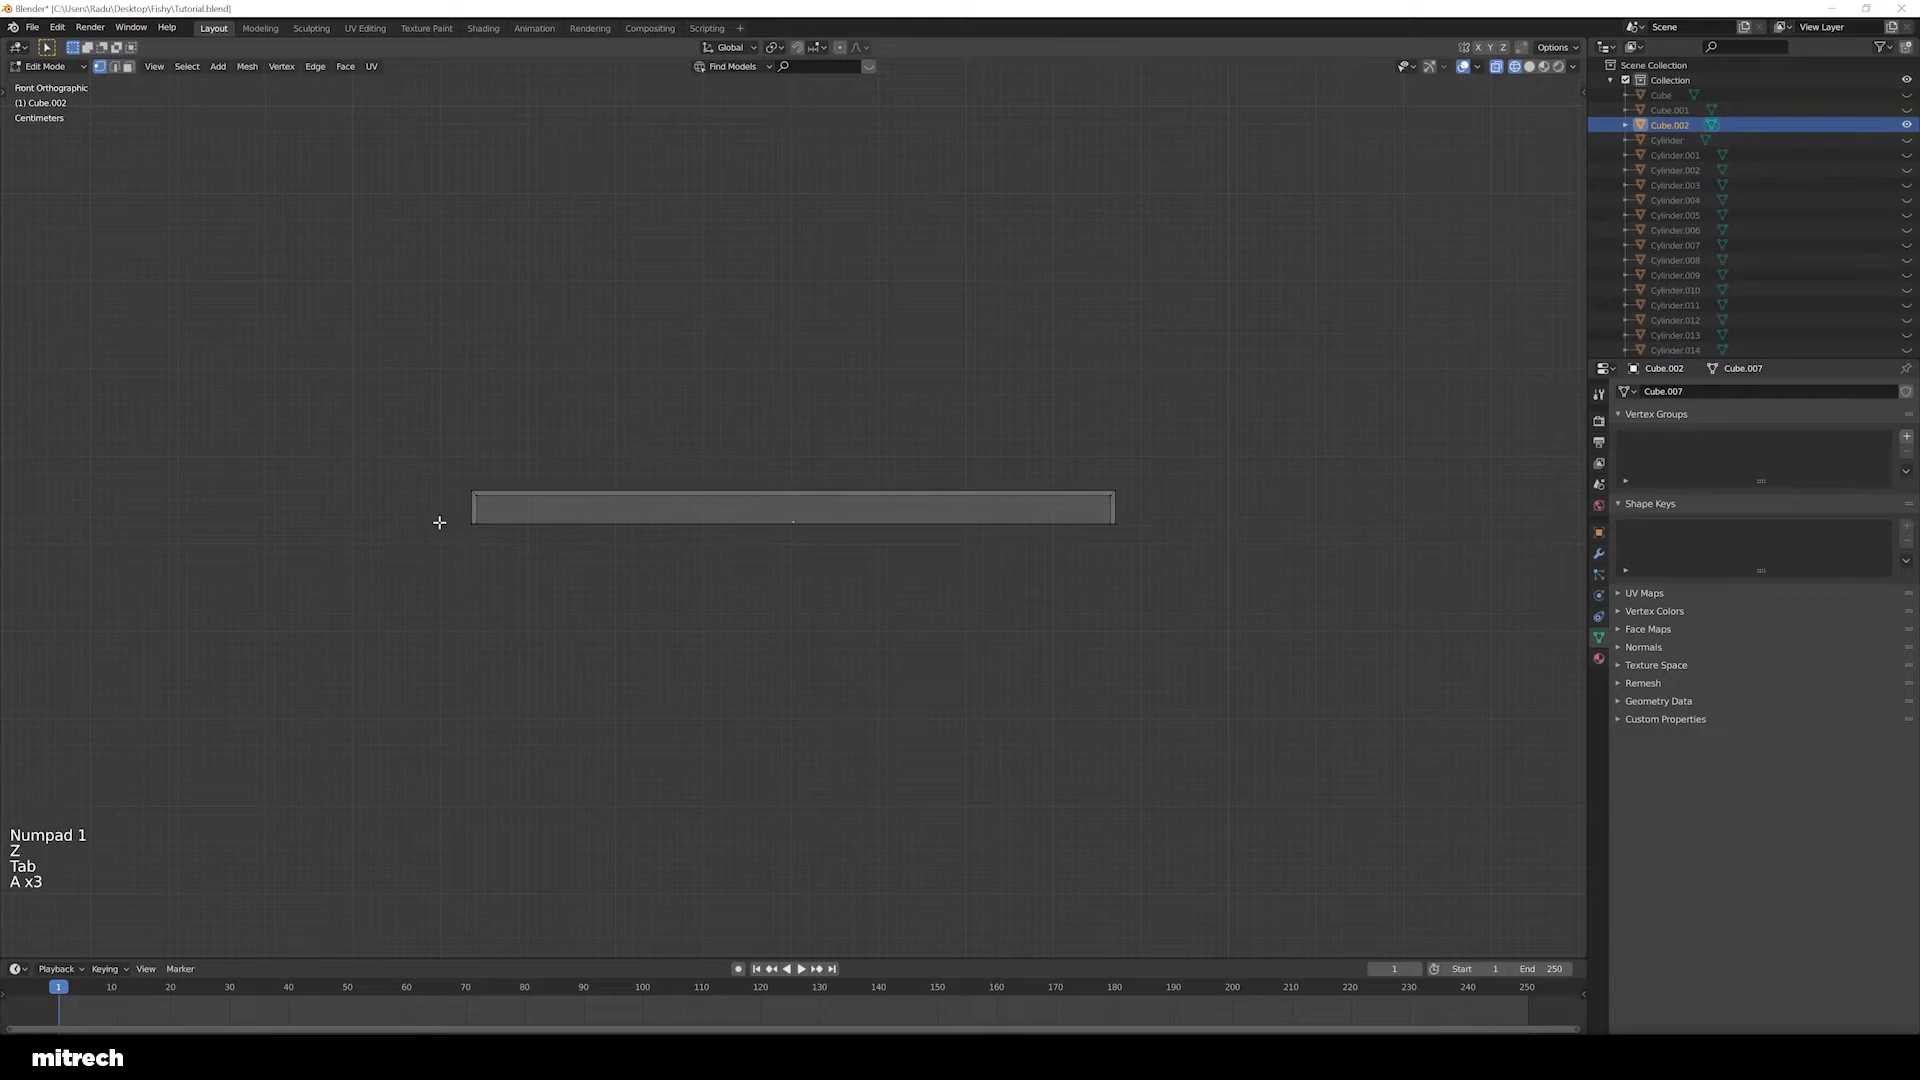 Blender* [C:\Users\Radu\Desktop\Fishy\Tutorial.blend]
File Edit Render Window Help Layout Modeling Sculpting UV Editing Texture Paint Shading Animation Rendering Compositing Scripting + Scene View Layer
Global X Y Z Options
Edit Mode View Select Add Mesh Vertex Edge Face UV Find Models
Front Orthographic
(1) Cube.002
Centimeters
Scene Collection
Collection
Cube
Cube.001
Cube.002
Cylinder
Cylinder.001
Cylinder.002
Cylinder.003
Cylinder.004
Cylinder.005
Cylinder.006
Cylinder.007
Cylinder.008
Cylinder.009
Cylinder.010
Cylinder.011
Cylinder.012
Cylinder.013
Cylinder.014
Cube.002 Cube.007
Cube.007
Vertex Groups
Shape Keys
UV Maps
Vertex Colors
Face Maps
Normals
Texture Space
Remesh
Geometry Data
Custom Properties
Numpad 1
Z
Tab
A x3
Playback Keying View Marker 1 Start 1 End 250
1 10 20 30 40 50 60 70 80 90 100 110 120 130 140 150 160 170 180 190 200 210 220 230 240 250
mitrech